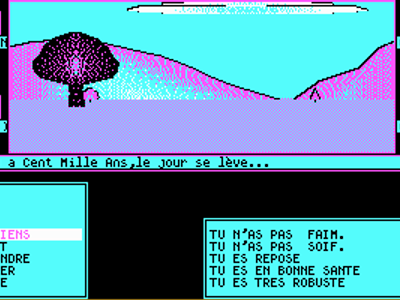 a Cent Mille Ans,le jour se lève...
IENS
T
NDRE
ER
E
TU N'AS PAS  FAIM.
TU N'AS PAS  SOIF.
TU ES REPOSE
TU ES EN BONNE SANTE
TU ES TRES ROBUSTE